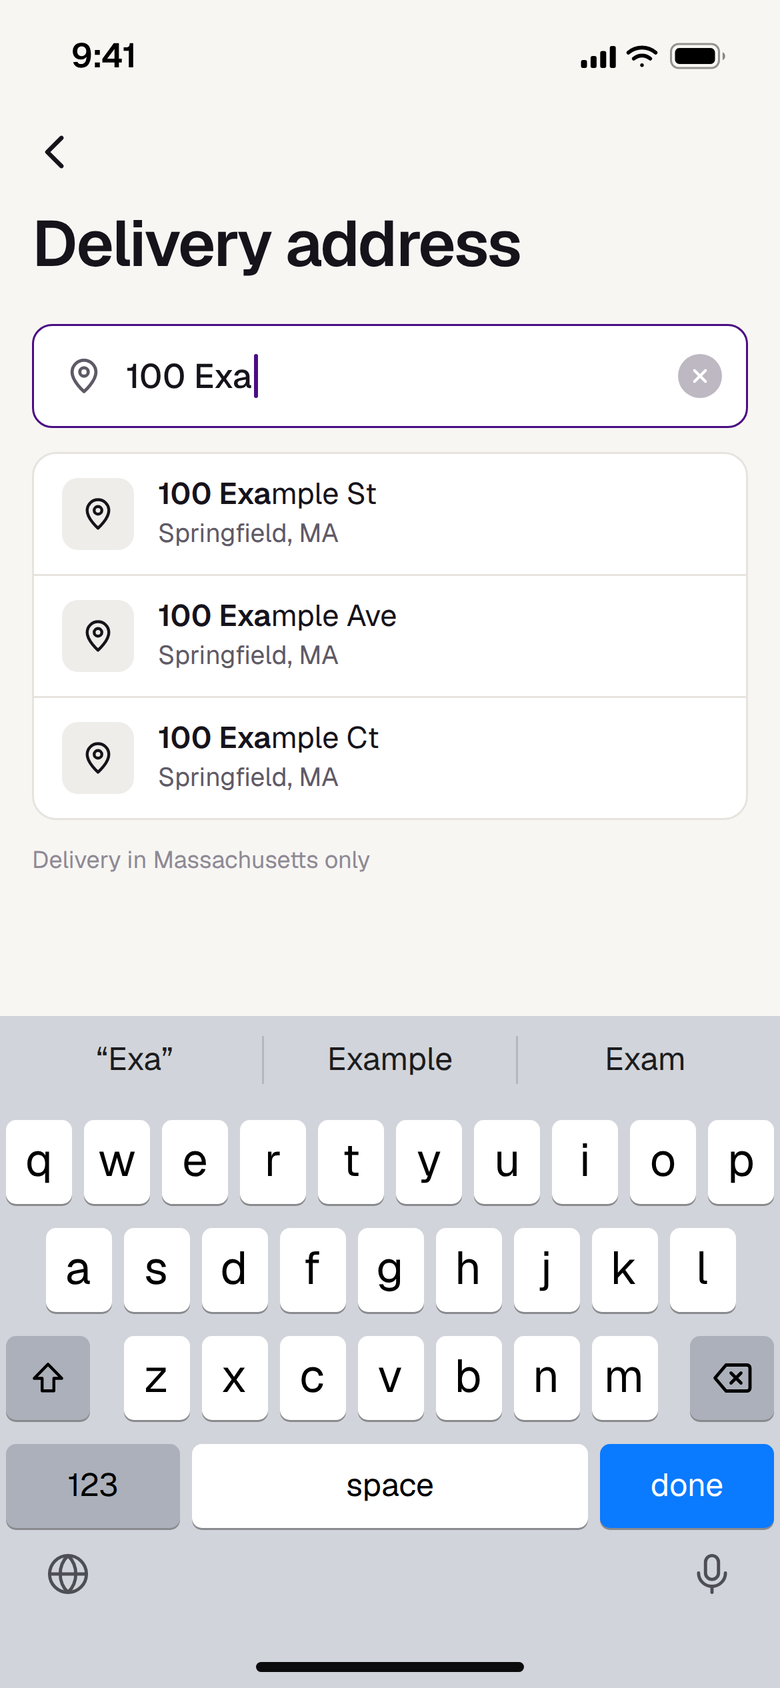 9:41
Delivery address
100 Exa
100 Example St
Springfield, MA
100 Example Ave
Springfield, MA
100 Example Ct
Springfield, MA
Delivery in Massachusetts only
“Exa” Example Exam
q w e r t y u i o p
a s d f g h j k l
z x c v b n m
123 space done